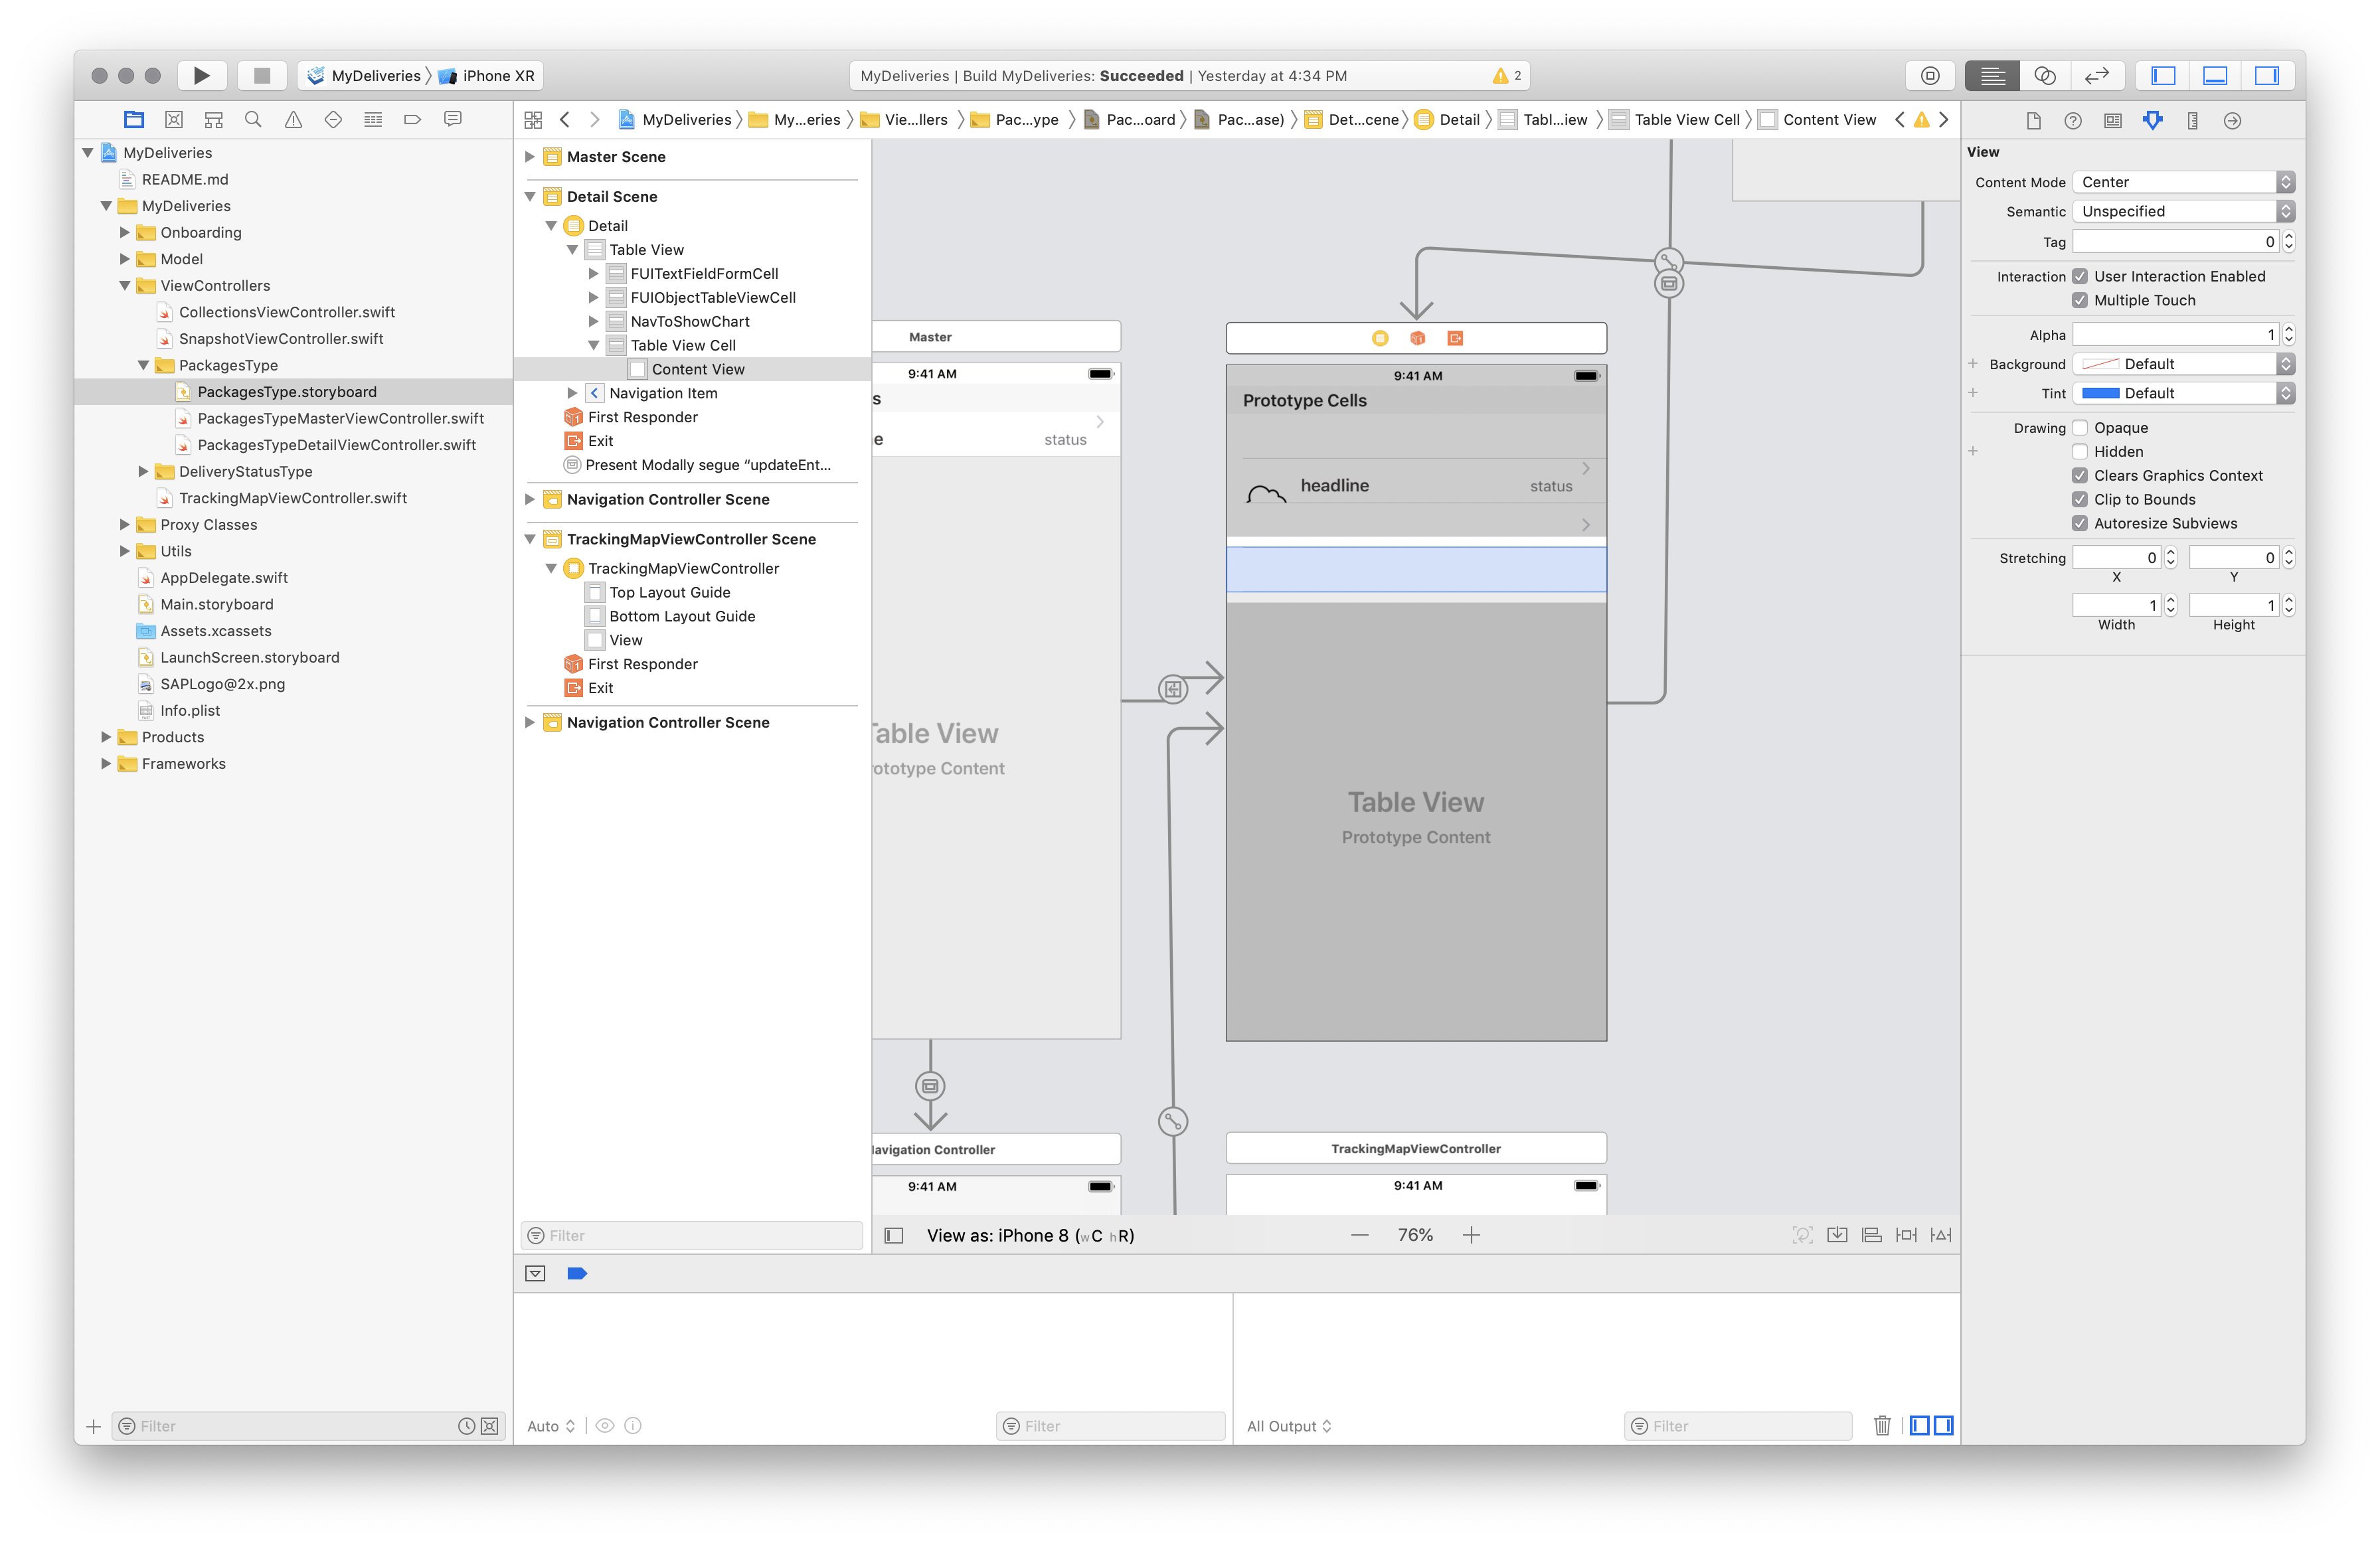 MyDeliveries 〉 iPhone XR
MyDeliveries | Build MyDeliveries: Succeeded | Yesterday at 4:34 PM
2
MyDeliveries
README.md
MyDeliveries
Onboarding
Model
ViewControllers
CollectionsViewController.swift
SnapshotViewController.swift
PackagesType
PackagesType.storyboard
PackagesTypeMasterViewController.swift
PackagesTypeDetailViewController.swift
DeliveryStatusType
TrackingMapViewController.swift
Proxy Classes
Utils
AppDelegate.swift
Main.storyboard
Assets.xcassets
LaunchScreen.storyboard
SAPLogo@2x.png
Info.plist
Products
Frameworks
Filter
MyDeliveries 〉 My...eries 〉 Vie...llers 〉 Pac...ype 〉 Pac...oard 〉 Pac...ase) 〉 Det...cene 〉 Detail 〉 Tabl...iew 〉 Table View Cell 〉 Content View
Master Scene
Detail Scene
Detail
Table View
FUITextFieldFormCell
FUIObjectTableViewCell
NavToShowChart
Table View Cell
Content View
Navigation Item
First Responder
Exit
Present Modally segue “updateEnt...
Navigation Controller Scene
TrackingMapViewController Scene
TrackingMapViewController
Top Layout Guide
Bottom Layout Guide
View
First Responder
Exit
Navigation Controller Scene
Filter
Master
9:41 AM
s
e status
Table View
ototype Content
lavigation Controller
9:41 AM
9:41 AM
Prototype Cells
headline status
Table View
Prototype Content
TrackingMapViewController
9:41 AM
View as: iPhone 8 (wC hR)
76%
Auto
Filter
All Output
Filter
View
Content Mode Center
Semantic Unspecified
Tag 0
Interaction User Interaction Enabled
Multiple Touch
Alpha 1
Background Default
Tint Default
Drawing Opaque
Hidden
Clears Graphics Context
Clip to Bounds
Autoresize Subviews
Stretching 0 0
X Y
1 1
Width Height